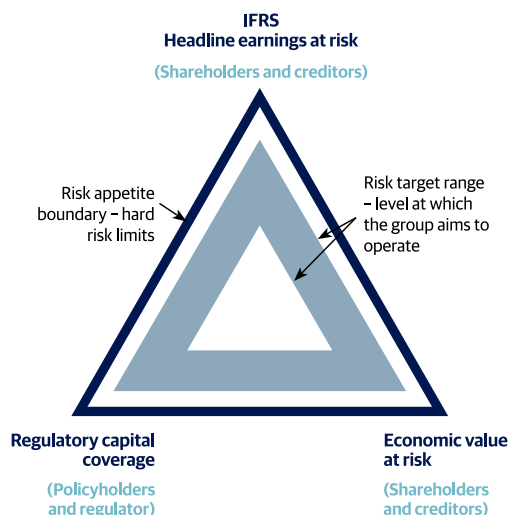 IFRS
Headline earnings at risk
(Shareholders and creditors)
Risk appetite
boundary – hard
risk limits
Risk target range
– level at which
the group aims to
operate
Regulatory capital
coverage
(Policyholders
and regulator)
Economic value
at risk
(Shareholders
and creditors)